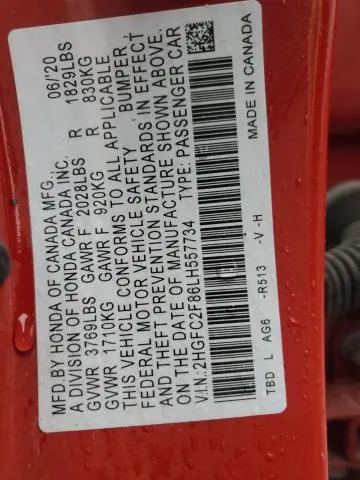 MFD.BY HONDA OF CANADA MFG., 06/20
A DIVISION OF HONDA CANADA INC.
GVWR 3769LBS GAWR F 2028LBS R 1829LBS
GVWR 1710KG GAWR F 920KG R 830KG
THIS VEHICLE CONFORMS TO ALL APPLICABLE
FEDERAL MOTOR VEHICLE SAFETY, BUMPER,
AND THEFT PREVENTION STANDARDS IN EFFECT
ON THE DATE OF MANUFACTURE SHOWN ABOVE.
V.I.N.:2HGFC2F86LH557734 TYPE: PASSENGER CAR
TBD L AG6 -R513 -V -H MADE IN CANADA